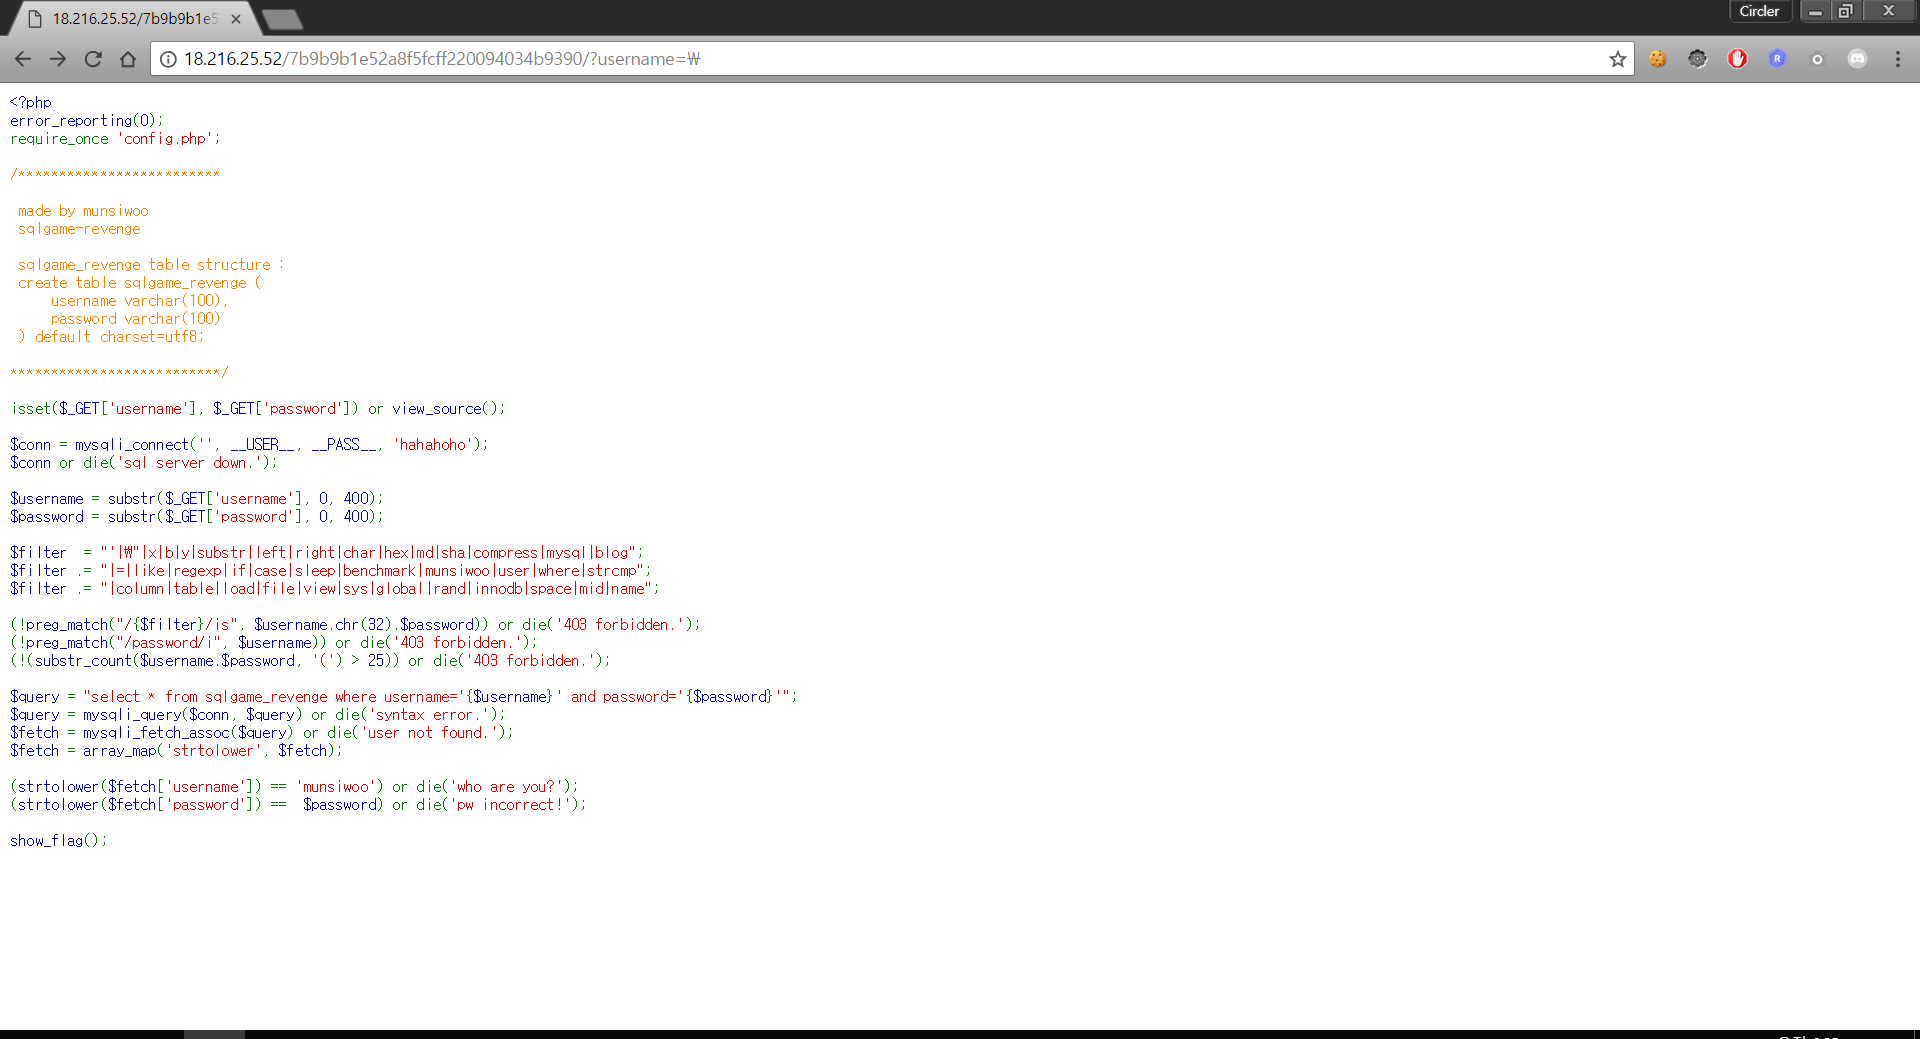 18.216.25.52/7b9b9b1e5
Circler
18.216.25.52/7b9b9b1e52a8f5fcff220094034b9390/?username=₩
<?php
error_reporting(0);
require_once 'config.php';
/*************************
made by munsiwoo
sqlgame-revenge
sqlgame_revenge table structure :
create table sqlgame_revenge (
username varchar(100),
password varchar(100)
) default charset=utf8;
**************************/
isset($_GET['username'], $_GET['password']) or view_source();
$conn = mysqli_connect('', __USER__, __PASS__, 'hahahoho');
$conn or die('sql server down.');
$username = substr($_GET['username'], 0, 400);
$password = substr($_GET['password'], 0, 400);
$filter  = "'|₩"|x|b|y|substr|left|right|char|hex|md|sha|compress|mysql|blog";
$filter .= "|=|like|regexp|if|case|sleep|benchmark|munsiwoo|user|where|strcmp";
$filter .= "|column|table|load|file|view|sys|global|rand|innodb|space|mid|name";
(!preg_match("/{$filter}/is", $username.chr(32).$password)) or die('403 forbidden.');
(!preg_match("/password/i", $username)) or die('403 forbidden.');
(!(substr_count($username.$password, '(') > 25)) or die('403 forbidden.');
$query = "select * from sqlgame_revenge where username='{$username}' and password='{$password}'";
$query = mysqli_query($conn, $query) or die('syntax error.');
$fetch = mysqli_fetch_assoc($query) or die('user not found.');
$fetch = array_map('strtolower', $fetch);
(strtolower($fetch['username']) == 'munsiwoo') or die('who are you?');
(strtolower($fetch['password']) ==  $password) or die('pw incorrect!');
show_flag();